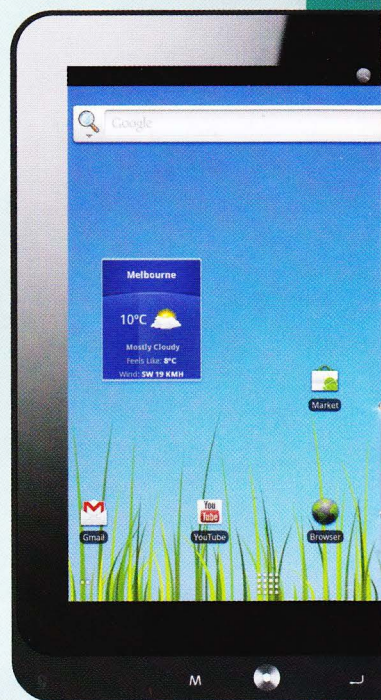 Google
Melbourne
10°C
Mostly Cloudy
Feels Like: 8°C
Wind: SW 19 KMH
Market
You
Tube
Gmail
YouTube
Browser
M